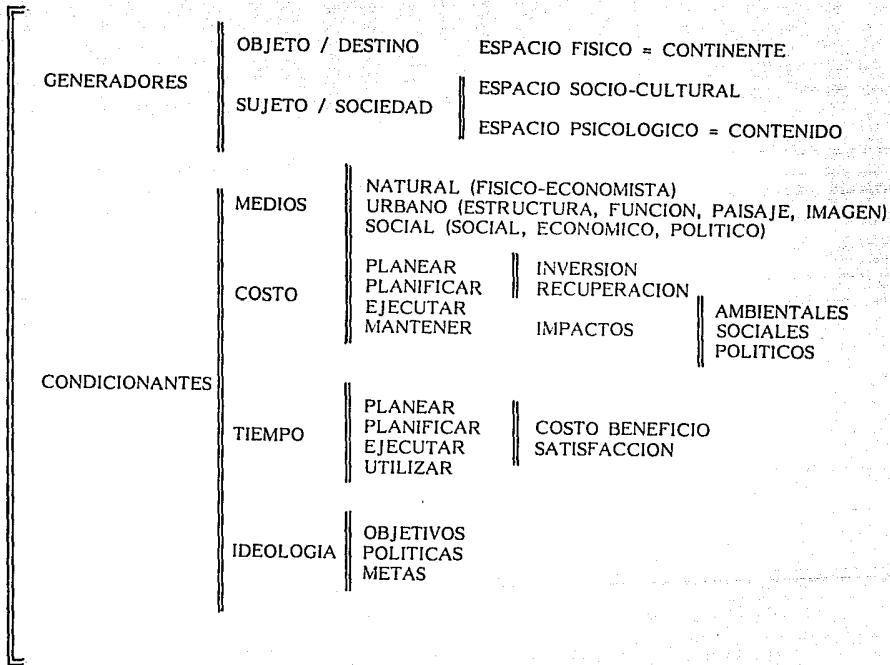 OBJETO / DESTINO ESPACIO FISICO = CONTINENTE
GENERADORES
ESPACIO SOCIO-CULTURAL
SUJETO / SOCIEDAD
ESPACIO PSICOLOGICO = CONTENIDO
NATURAL (FISICO-ECONOMISTA)
MEDIOS URBANO (ESTRUCTURA, FUNCION, PAISAJE, IMAGEN)
SOCIAL (SOCIAL, ECONOMICO, POLITICO)
PLANEAR INVERSION
COSTO PLANIFICAR RECUPERACION
EJECUTAR AMBIENTALES
MANTENER IMPACTOS SOCIALES
POLITICOS
CONDICIONANTES
PLANEAR
TIEMPO PLANIFICAR COSTO BENEFICIO
EJECUTAR SATISFACCION
UTILIZAR
OBJETIVOS
IDEOLOGIA POLITICAS
METAS